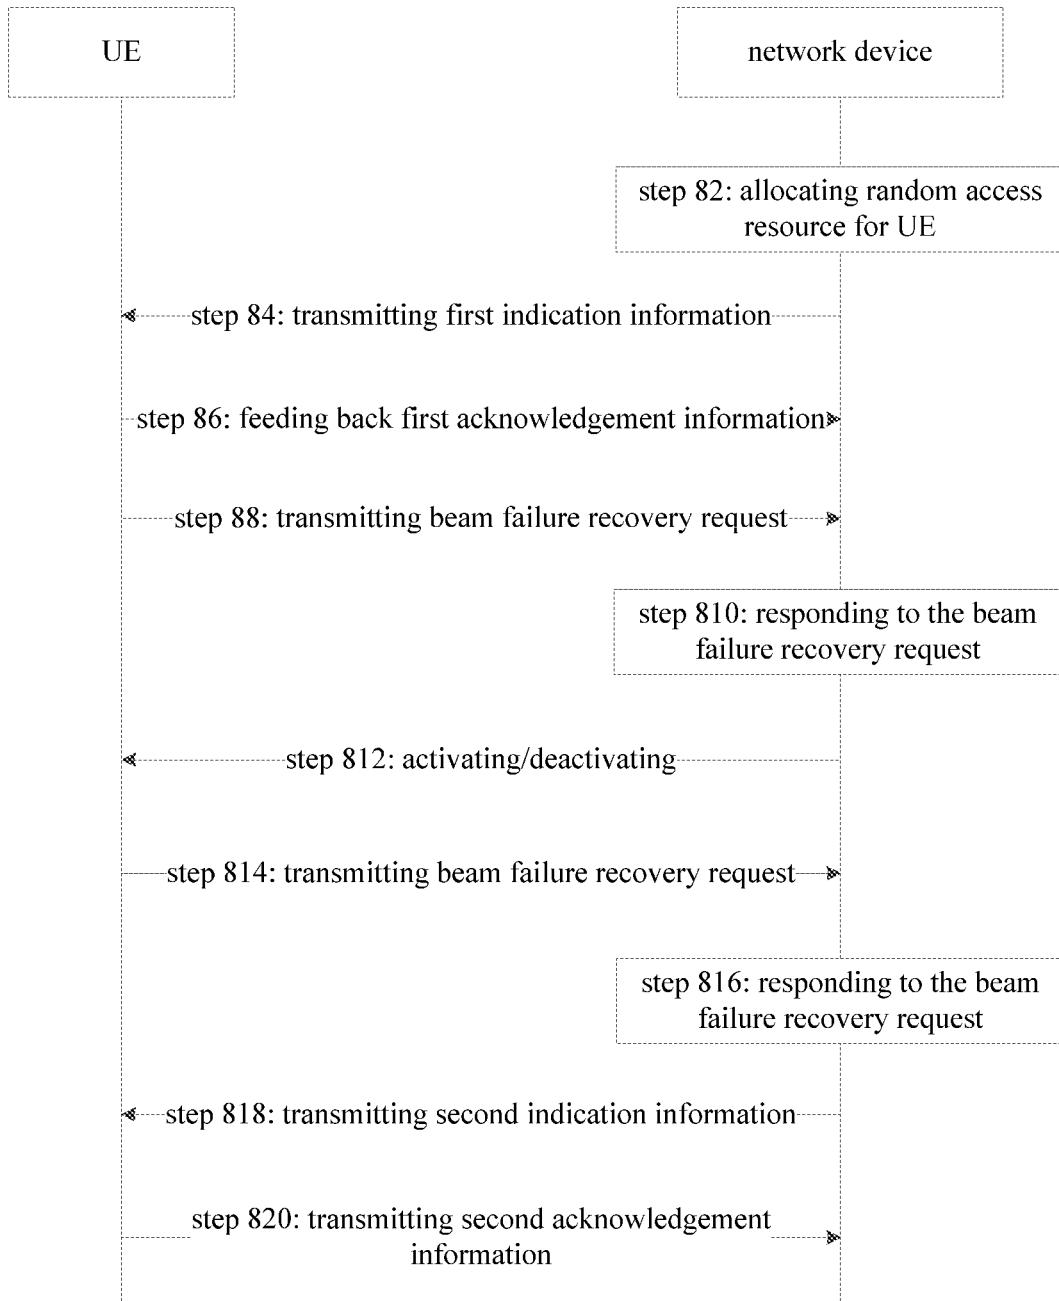 UE
network device
step 82: allocating random access
resource for UE
step 84: transmitting first indication information
step 86: feeding back first acknowledgement information
step 88: transmitting beam failure recovery request
step 810: responding to the beam
failure recovery request
step 812: activating/deactivating
step 814: transmitting beam failure recovery request
step 816: responding to the beam
failure recovery request
step 818: transmitting second indication information
step 820: transmitting second acknowledgement
information